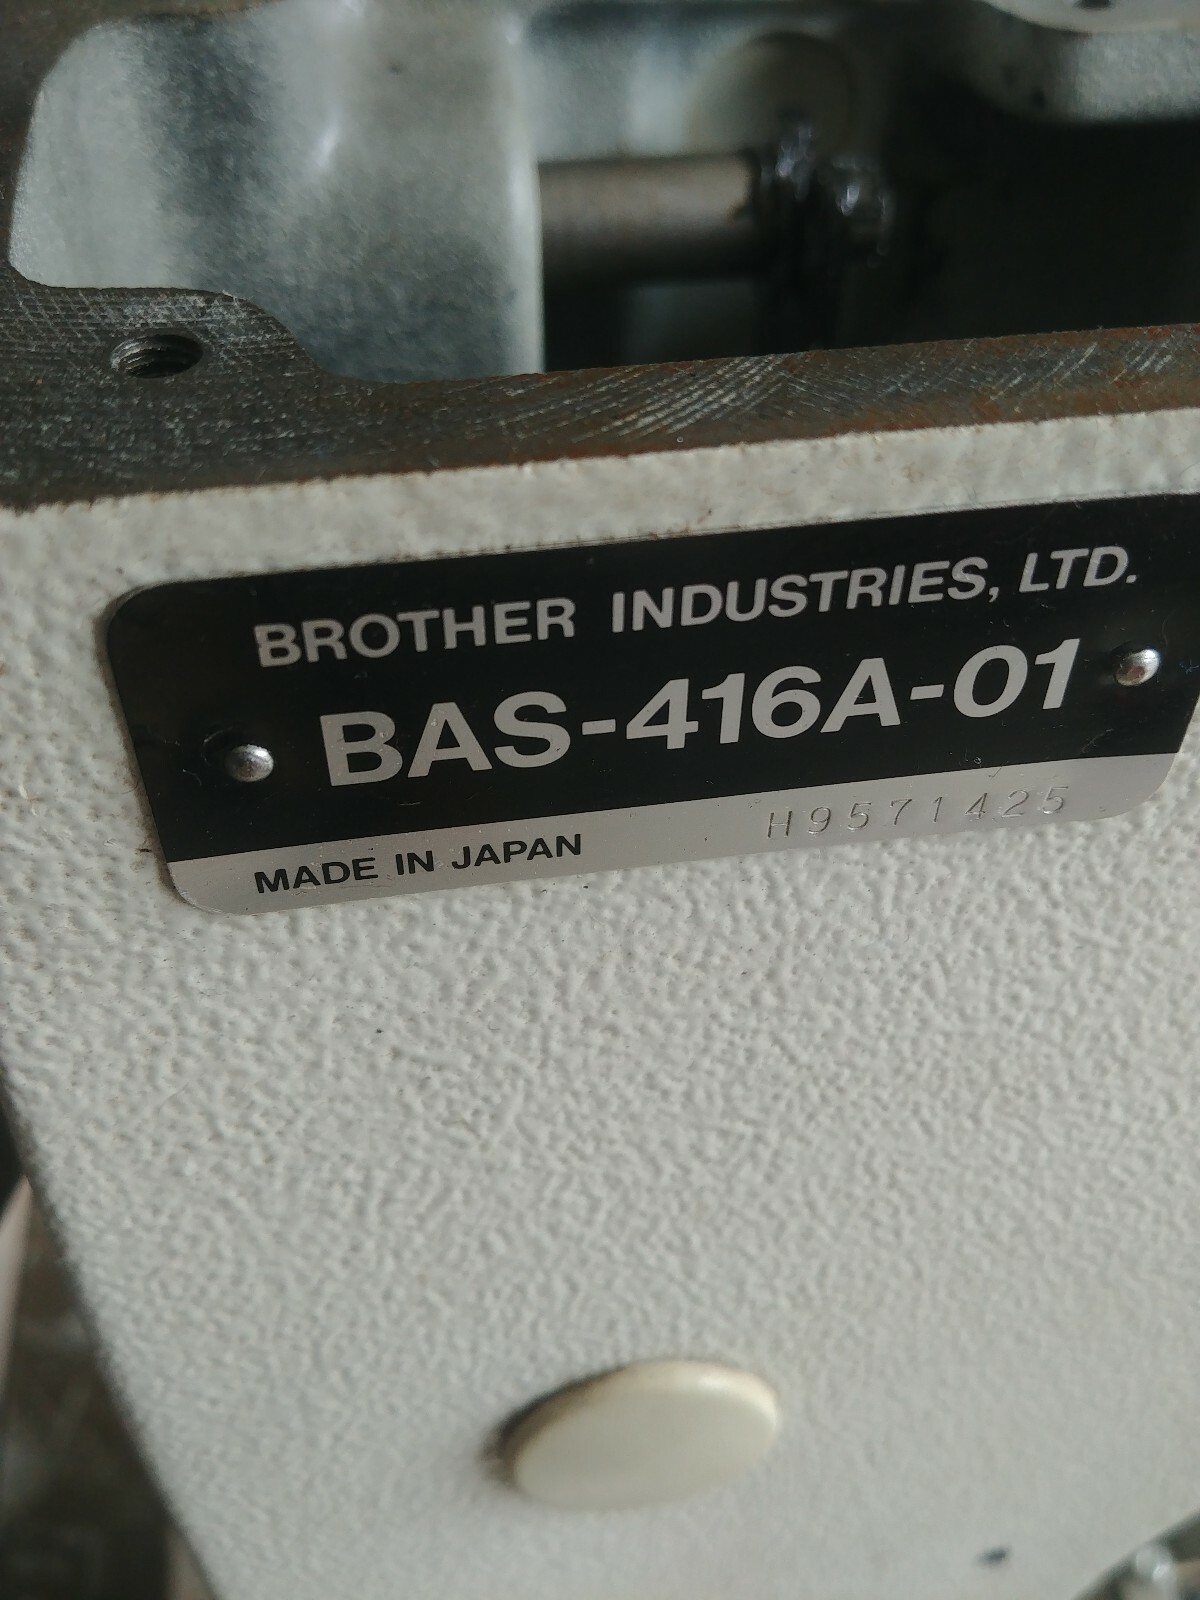 BROTHER INDUSTRIES, LTD.
BAS-416A-01
MADE IN JAPAN H9571425